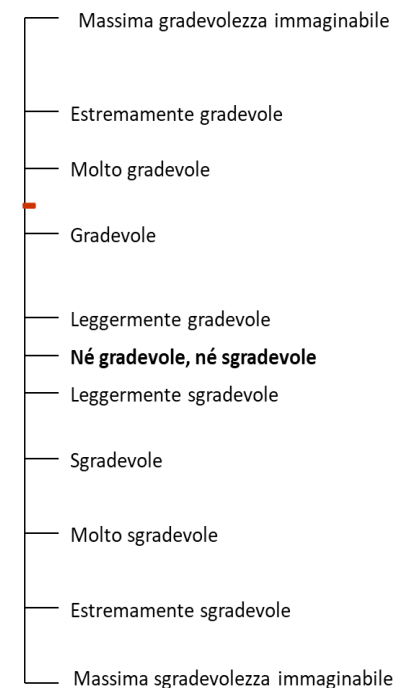 Massima gradevolezza immaginabile
Estremamente gradevole
Molto gradevole
Gradevole
Leggermente gradevole
Né gradevole, né sgradevole
Leggermente sgradevole
Sgradevole
Molto sgradevole
Estremamente sgradevole
Massima sgradevolezza immaginabile